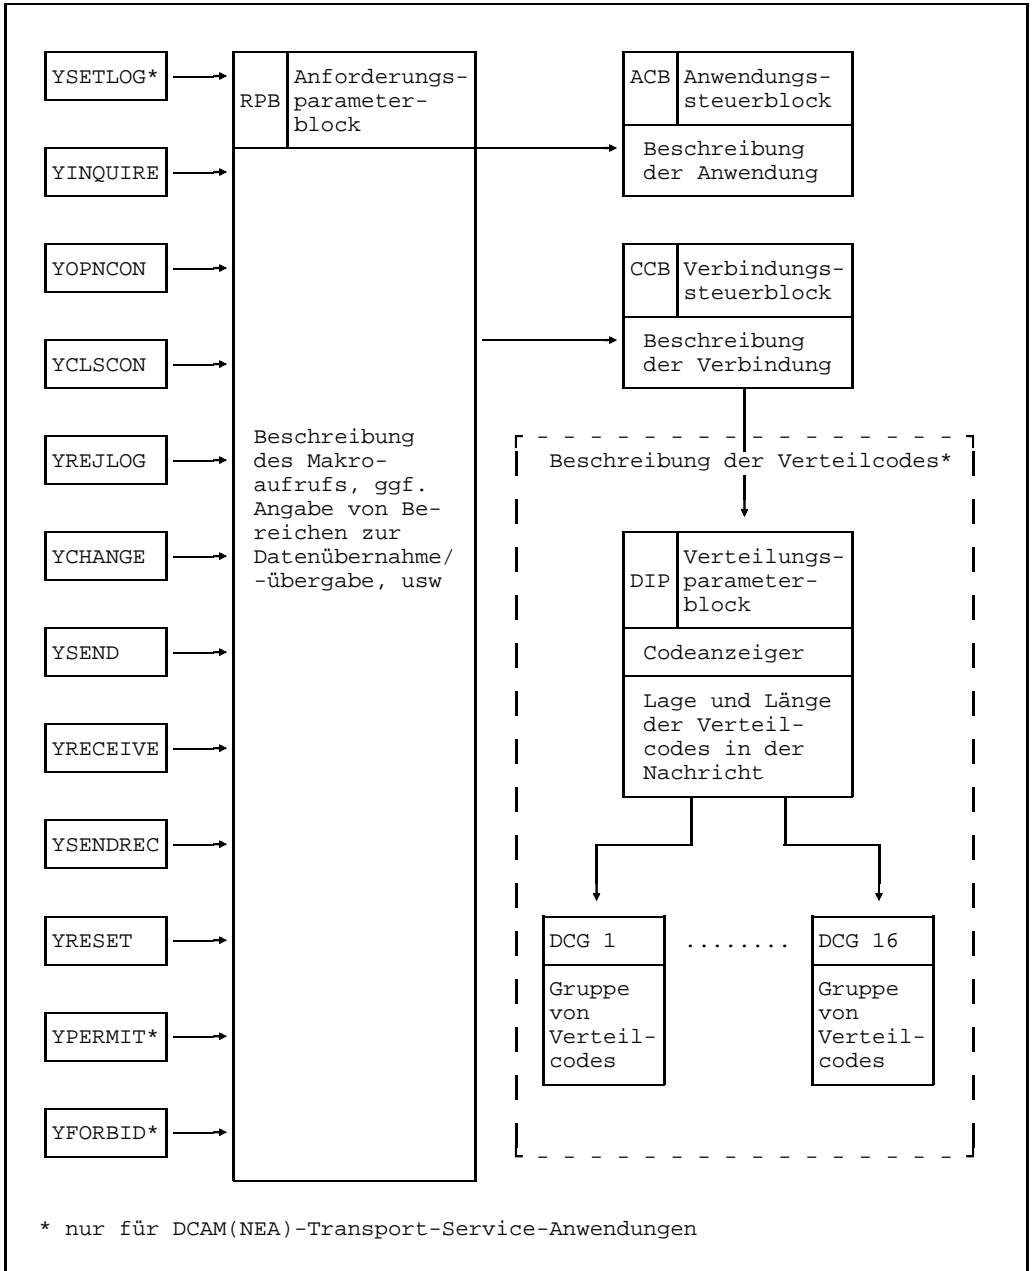 YSETLOG*
YINQUIRE
YOPNCON
YCLSCON
YREJLOG
YCHANGE
YSEND
YRECEIVE
YSENDREC
YRESET
YPERMIT*
YFORBID*
RPB
Anforderungs-
parameter-
block
Beschreibung
des Makro-
aufrufs, ggf.
Angabe von Be-
reichen zur
Datenübernahme/
-übergabe, usw
ACB
Anwendungs-
steuerblock
Beschreibung
der Anwendung
CCB
Verbindungs-
steuerblock
Beschreibung
der Verbindung
Beschreibung der Verteilcodes*
DIP
Verteilungs-
parameter-
block
Codeanzeiger
Lage und Länge
der Verteil-
codes in der
Nachricht
DCG 1
Gruppe
von
Verteil-
codes
........
DCG 16
Gruppe
von
Verteil-
codes
* nur für DCAM(NEA)-Transport-Service-Anwendungen